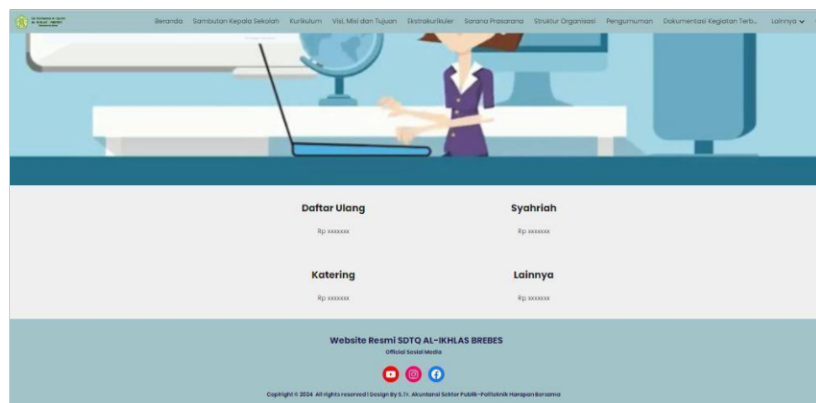 Beranda Sambutan Kepala Sekolah Kurikulum Visi, Misi dan Tujuan Ekstrakurikuler Sarana Prasarana Struktur Organisasi Pengumuman Dokumentasi Kegiatan Terb... Lainnya
Daftar Ulang Syahriah
Rp xxxxxxx Rp xxxxxxx
Katering Lainnya
Rp xxxxxxx Rp xxxxxxx
Website Resmi SDTQ AL-IKHLAS BREBES
Official Sosial Media
Copiright © 2024 All rights reserved | Design By S.Tr. Akuntansi Sektor Publik-Politeknik Harapan Bersama